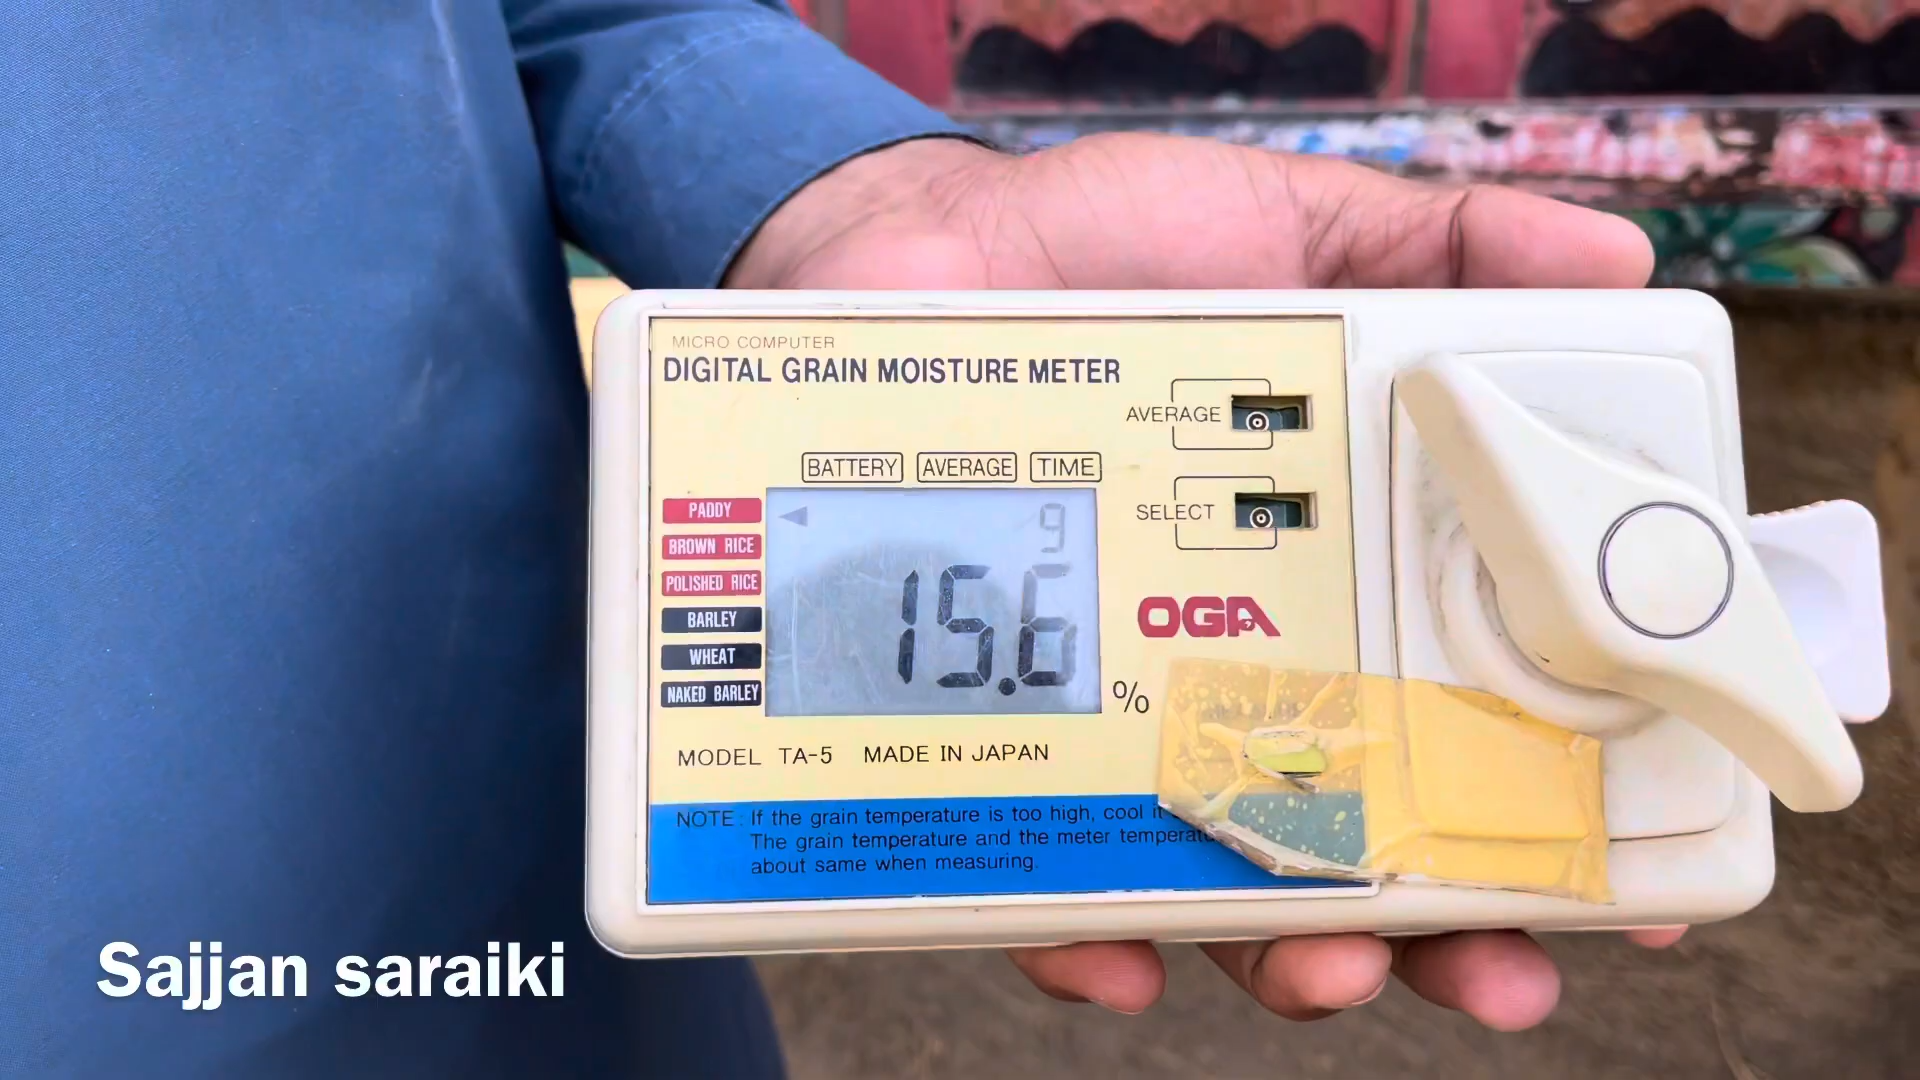 MICRO COMPUTER
DIGITAL GRAIN MOISTURE METER
AVERAGE
BATTERY AVERAGE TIME
SELECT
PADDY
BROWN RICE
POLISHED RICE
BARLEY
WHEAT
NAKED BARLEY
9
15.6
%
OGA
MODEL TA-5 MADE IN JAPAN
NOTE: If the grain temperature is too high, cool it
The grain temperature and the meter
about same when measuring.
Sajjan saraiki